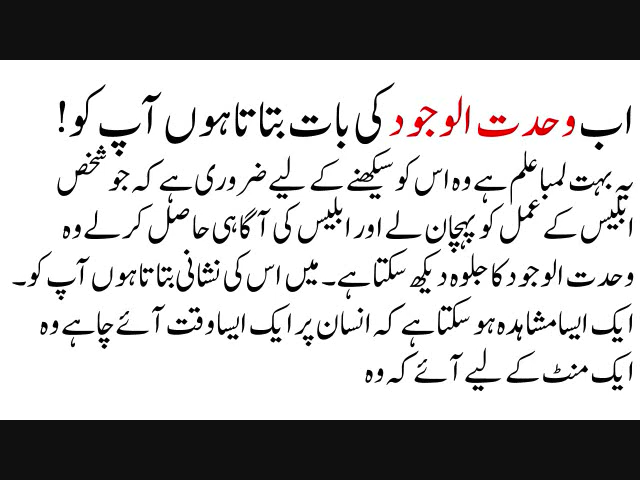 اب وحدت الوجود کی بات بتاتا ہوں آپ کو!
یہ بہت لمبا علم ہے وہ اس کو سیکھنے کے لیے ضروری ہے کہ جو شخص
ابلیس کے عمل کو پہچان لے اور ابلیس کی آگاہی حاصل کر لے وہ
وحدت الوجود کا جلوہ دیکھ سکتا ہے۔ میں اس کی نشانی بتاتا ہوں آپ کو۔
ایک ایسا مشاہدہ ہو سکتا ہے کہ انسان پر ایک ایسا وقت آئے چاہے وہ
ایک منٹ کے لیے آئے کہ وہ